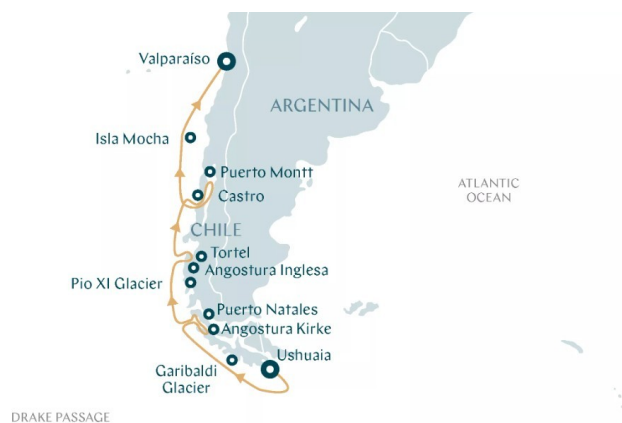 Valparaíso
ARGENTINA
Isla Mocha
Puerto Montt
ATLANTIC
OCEAN
Castro
CHILE
Tortel
Angostura Inglesa
Pio XI Glacier
Puerto Natales
Angostura Kirke
Ushuaia
Garibaldi
Glacier
DRAKE PASSAGE